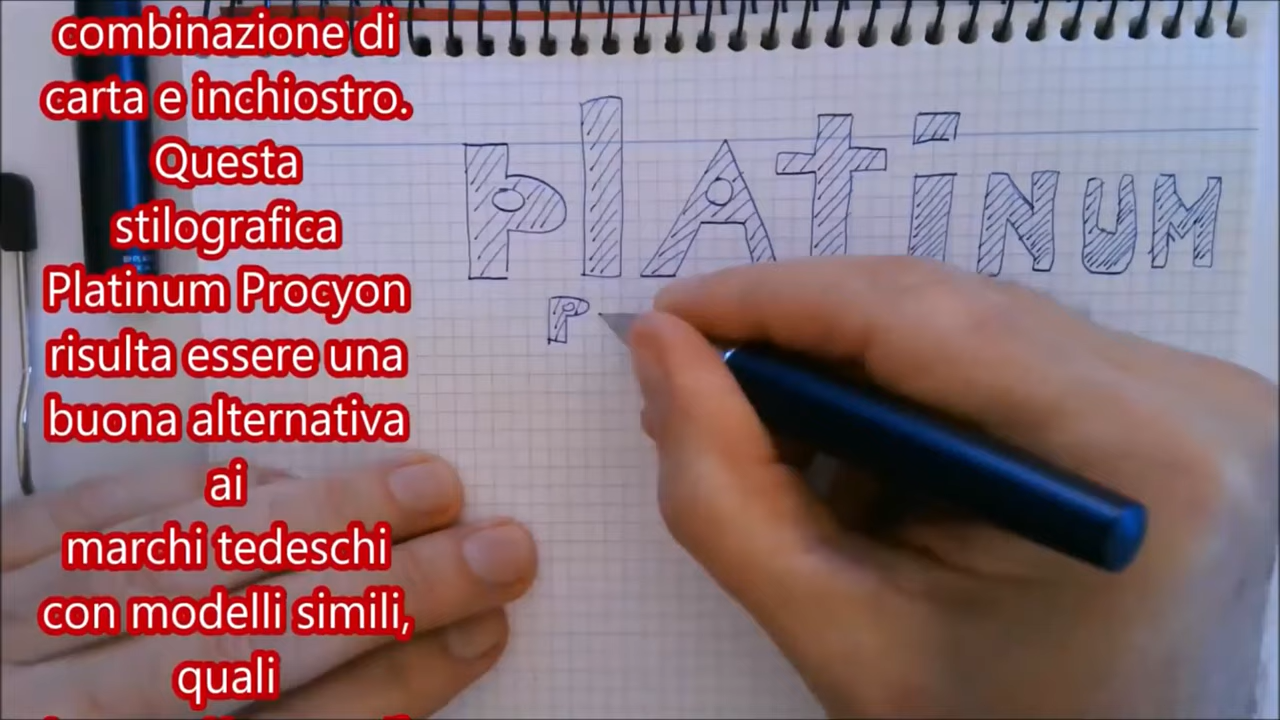 combinazione di
carta e inchiostro.
Questa
stilografica
Platinum Procyon
risulta essere una
buona alternativa
ai
marchi tedeschi
con modelli simili,
quali
PlATiNUM
P